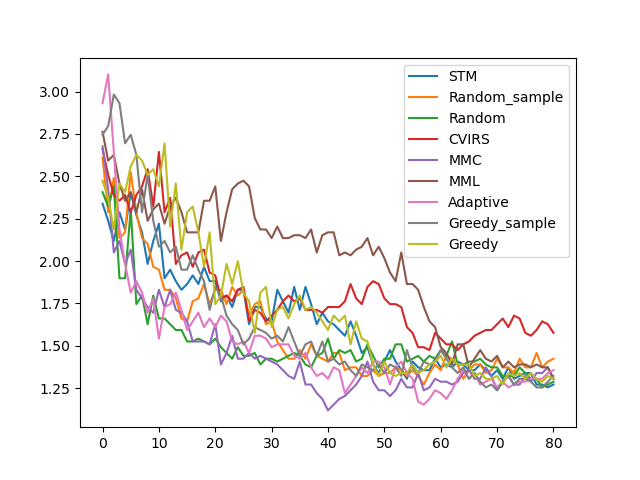 3.00
2.75
2.50
2.25
2.00
1.75
1.50
1.25
0 10 20 30 40 50 60 70 80
STM
Random_sample
Random
CVIRS
MMC
MML
Adaptive
Greedy_sample
Greedy